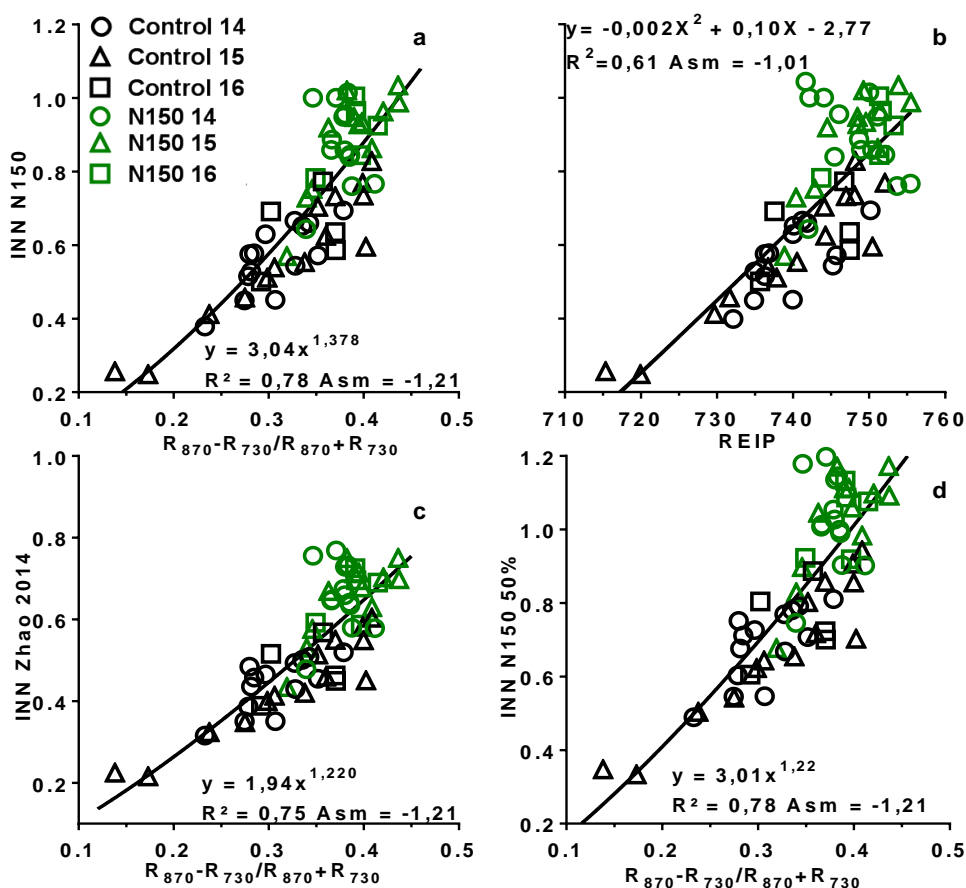 Control 14
Control 15
Control 16
N150 14
N150 15
N150 16
a
INN N150
1.2
1.0
0.8
0.6
0.4
0.2
y = 3,04x^1,378
R² = 0,78 Asm = -1,21
0.1 0.2 0.3 0.4 0.5
R₈₇₀-R₇₃₀/R₈₇₀+R₇₃₀
y= -0,002X² + 0,10X - 2,77
R²=0,61 Asm = -1,01
b
710 720 730 740 750 760
REIP
c
INN Zhao 2014
1.0
0.8
0.6
0.4
0.2
y = 1,94x^1,220
R² = 0,75 Asm = -1,21
0.1 0.2 0.3 0.4 0.5
R₈₇₀-R₇₃₀/R₈₇₀+R₇₃₀
d
INN N150 50%
1.2
1.0
0.8
0.6
0.4
0.2
y = 3,01x^1,22
R² = 0,78 Asm = -1,21
0.1 0.2 0.3 0.4 0.5
R₈₇₀-R₇₃₀/R₈₇₀+R₇₃₀